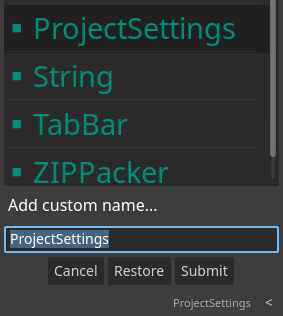 ProjectSettings
String
TabBar
ZIPPacker
Add custom name...
ProjectSettings
Cancel Restore Submit
ProjectSettings <